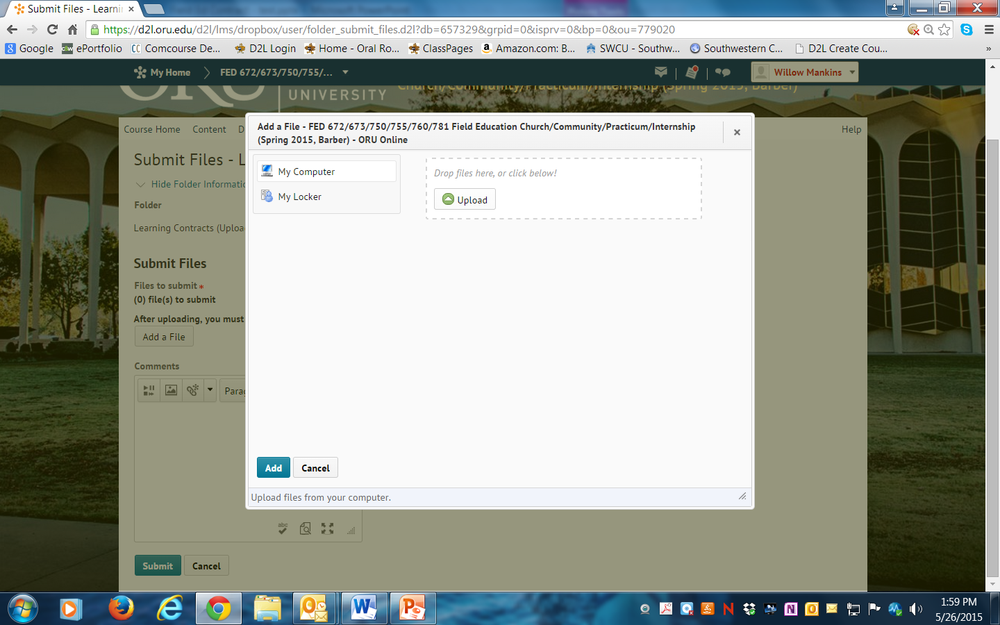 Submit Files - Learnin
https://d2l.oru.edu/d2l/lms/dropbox/user/folder_submit_files.d2l?db=657329&grpid=0&isprv=0&bp=0&ou=779020
Google ePortfolio Comcourse De... D2L Login Home - Oral Ro... ClassPages Amazon.com: B... SWCU - Southw... Southwestern C... D2L Create Cou... »
My Home FED 672/673/750/755/... Willow Mankins
ORU UNIVERSITY Church/Community/Practicum/Internship (Spring 2015, Barber)
Course Home Content D Help
Add a File - FED 672/673/750/755/760/781 Field Education Church/Community/Practicum/Internship
(Spring 2015, Barber) - ORU Online
Submit Files - L
Hide Folder Informatio
Folder
Learning Contracts (Uploa
My Computer
My Locker
Drop files here, or click below!
Upload
Submit Files
Files to submit *
(0) file(s) to submit
After uploading, you must
Add a File
Comments
Parag
Add Cancel
Upload files from your computer.
abc
Submit Cancel
1:59 PM
5/26/2015